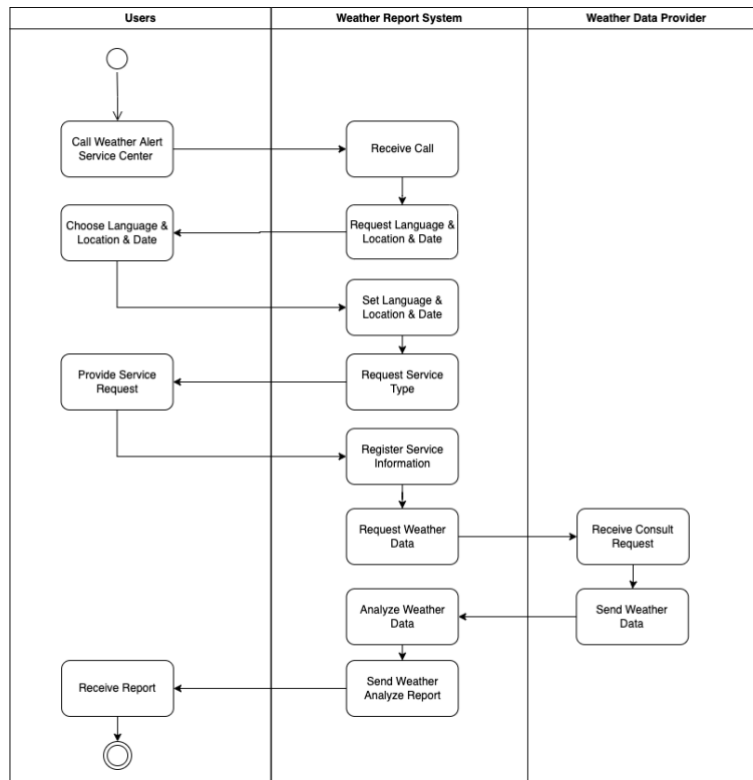 Users
Weather Report System
Weather Data Provider
Call Weather Alert
Service Center
Receive Call
Choose Language &
Location & Date
Request Language &
Location & Date
Set Language &
Location & Date
Provide Service
Request
Request Service
Type
Register Service
Information
Request Weather
Data
Receive Consult
Request
Analyze Weather
Data
Send Weather
Data
Receive Report
Send Weather
Analyze Report